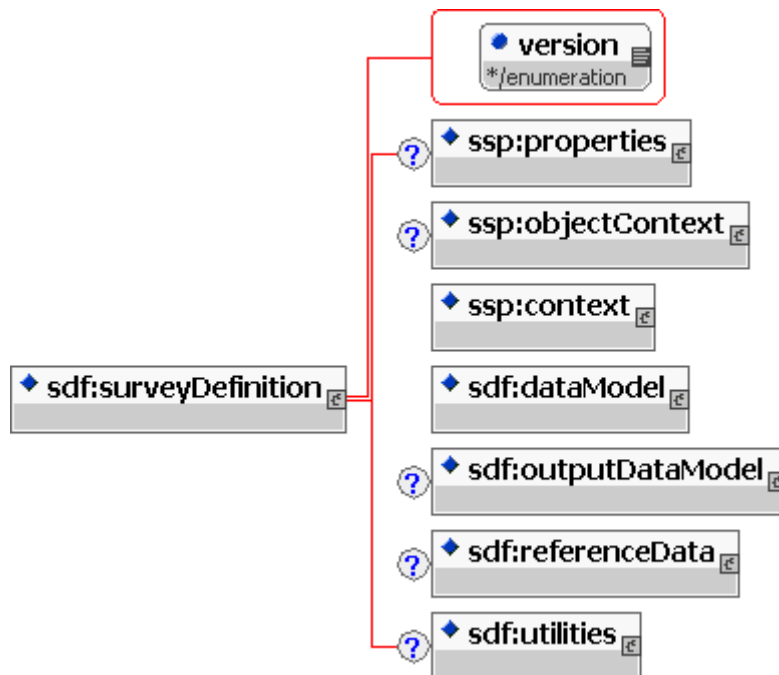 version
*/enumeration
? ssp:properties
? ssp:objectContext
ssp:context
sdf:surveyDefinition
sdf:dataModel
? sdf:outputDataModel
? sdf:referenceData
? sdf:utilities